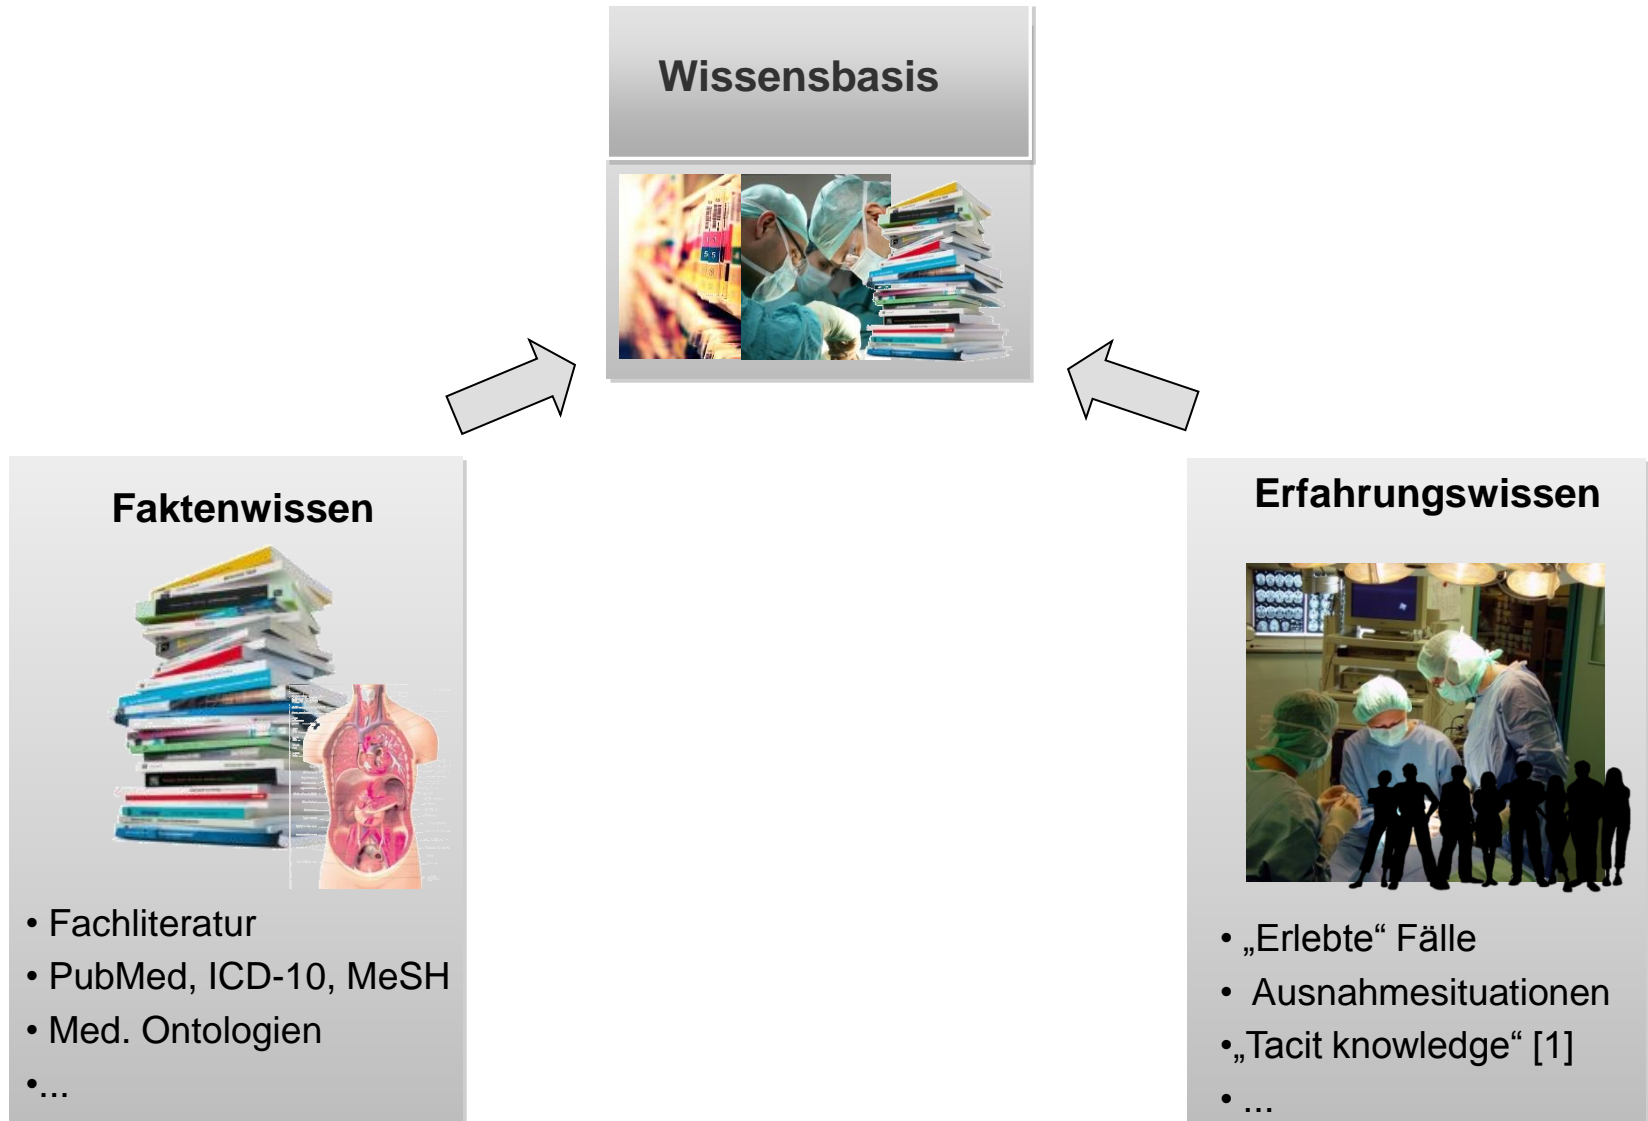 Wissensbasis
Faktenwissen
• Fachliteratur
• PubMed, ICD-10, MeSH
• Med. Ontologien
•...
Erfahrungswissen
• „Erlebte“ Fälle
• Ausnahmesituationen
•„Tacit knowledge“ [1]
• ...